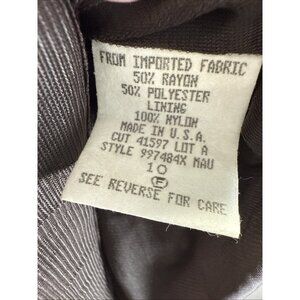 FROM IMPORTED FABRIC
50% RAYON
50% POLYESTER
LINING
100% NYLON
MADE IN U.S.A.
CUT 41597 LOT A
STYLE 997484X MAU
10
SEE REVERSE FOR CARE